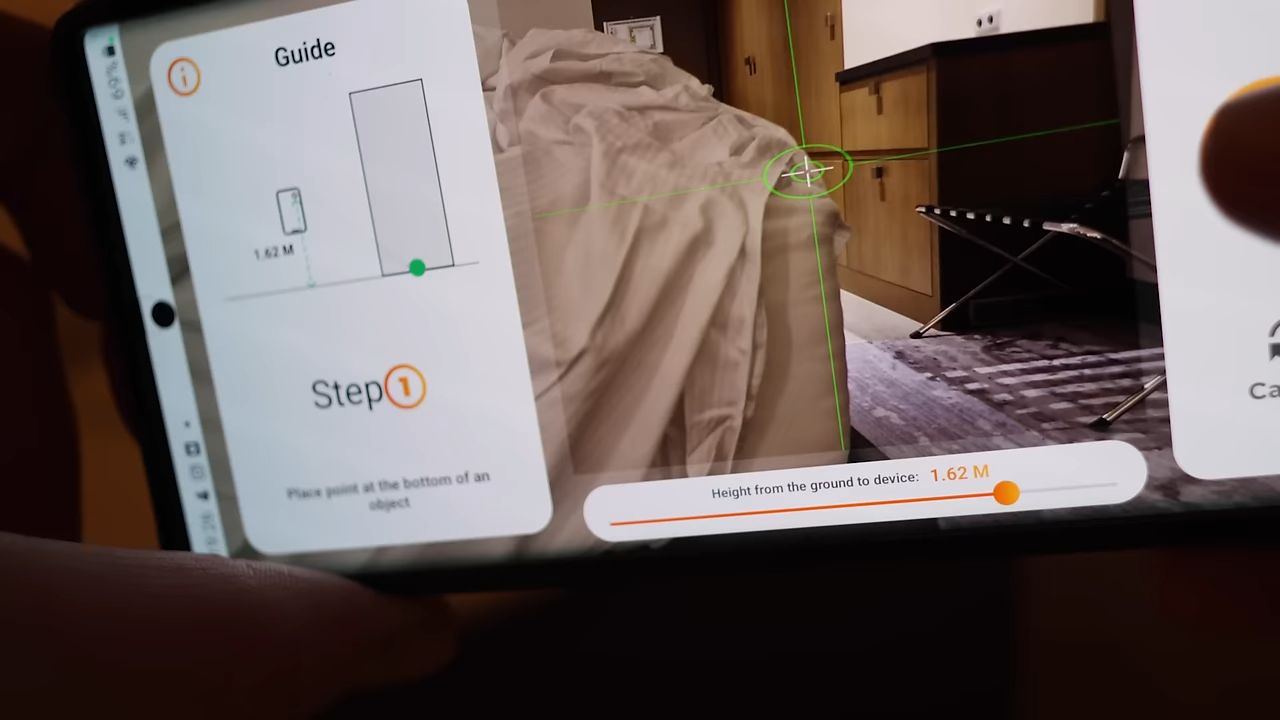 Guide
1.62 M
Step 1
Place point at the bottom of an
object
Height from the ground to device: 1.62 M
Ca